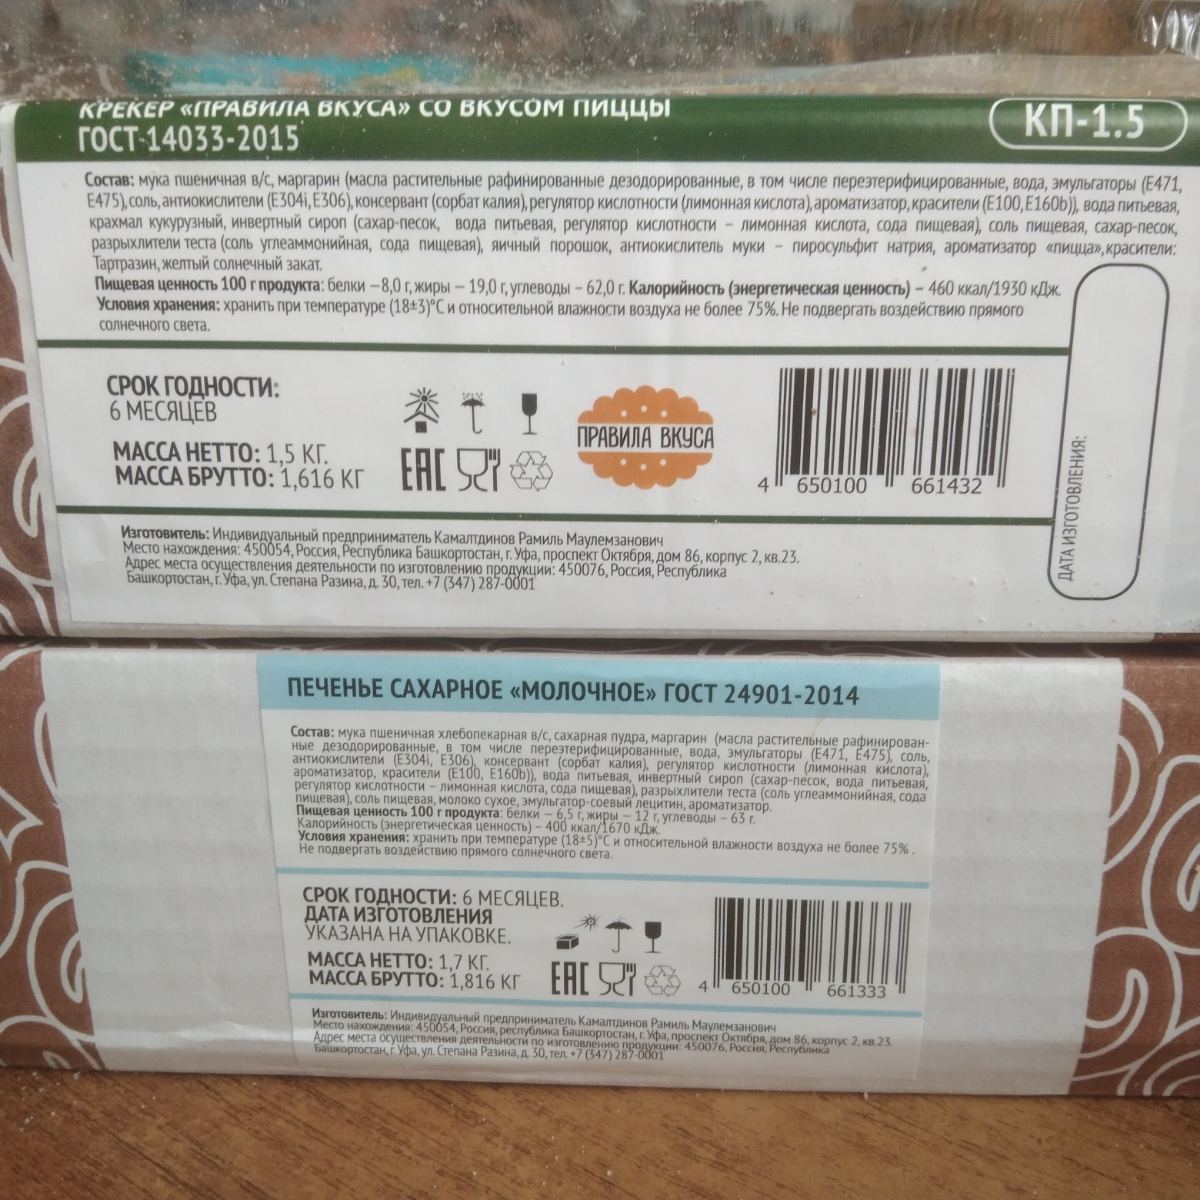 КРЕКЕР «ПРАВИЛА ВКУСА» СО ВКУСОМ ПИЦЦЫ
ГОСТ 14033-2015
КП-1.5
Состав: мука пшеничная в/с, маргарин (масла растительные рафинированные дезодорированные, в том числе переэтерифицированные, вода, эмульгаторы (Е471,
Е475), соль, антиокислители (Е304i, Е306), консервант (сорбат калия), регулятор кислотности (лимонная кислота), ароматизатор, красители (Е100, Е160b)), вода питьевая,
крахмал кукурузный, инвертный сироп (сахар-песок, вода питьевая, регулятор кислотности – лимонная кислота, сода пищевая), соль пищевая, сахар-песок,
разрыхлители теста (соль углеаммонийная, сода пищевая), яичный порошок, антиокислитель муки – пиросульфит натрия, ароматизатор «пицца», красители:
Тартразин, желтый солнечный закат.
Пищевая ценность 100 г продукта: белки – 8,0 г, жиры – 19,0 г, углеводы – 62,0 г. Калорийность (энергетическая ценность) – 460 ккал/1930 кДж.
Условия хранения: хранить при температуре (18±3)°С и относительной влажности воздуха не более 75%. Не подвергать воздействию прямого
солнечного света.
СРОК ГОДНОСТИ:
6 МЕСЯЦЕВ
МАССА НЕТТО: 1,5 КГ.
МАССА БРУТТО: 1,616 КГ
ЕАС
ПРАВИЛА ВКУСА
4 650100 661432
ДАТА ИЗГОТОВЛЕНИЯ:
Изготовитель: Индивидуальный предприниматель Камалтдинов Рамиль Маулемзанович
Место нахождения: 450054, Россия, Республика Башкортостан, г. Уфа, проспект Октября, дом 86, корпус 2, кв.23.
Адрес места осуществления деятельности по изготовлению продукции: 450076, Россия, Республика
Башкортостан, г. Уфа, ул. Степана Разина, д. 30, тел. +7 (347) 287-0001
ПЕЧЕНЬЕ САХАРНОЕ «МОЛОЧНОЕ» ГОСТ 24901-2014
Состав: мука пшеничная хлебопекарная в/с, сахарная пудра, маргарин (масла растительные рафинирован-
ные дезодорированные, в том числе переэтерифицированные, вода, эмульгаторы (Е471, Е475), соль,
антиокислители (Е304i, Е306), консервант (сорбат калия), регулятор кислотности (лимонная кислота),
ароматизатор, красители (Е100, Е160b)), вода питьевая, инвертный сироп (сахар-песок, вода питьевая,
регулятор кислотности – лимонная кислота, сода пищевая), разрыхлители теста (соль углеаммонийная, сода
пищевая), соль пищевая, молоко сухое, эмульгатор-соевый лецитин, ароматизатор.
Пищевая ценность 100 г продукта: белки – 6,5 г, жиры – 12 г, углеводы – 63 г.
Калорийность (энергетическая ценность) – 400 ккал/1670 кДж.
Условия хранения: хранить при температуре (18±5)°С и относительной влажности воздуха не более 75% .
Не подвергать воздействию прямого солнечного света.
СРОК ГОДНОСТИ: 6 МЕСЯЦЕВ.
ДАТА ИЗГОТОВЛЕНИЯ
УКАЗАНА НА УПАКОВКЕ.
МАССА НЕТТО: 1,7 КГ.
МАССА БРУТТО: 1,816 КГ
ЕАС
4 650100 661333
Изготовитель: Индивидуальный предприниматель Камалтдинов Рамиль Маулемзанович
Место нахождения: 450054, Россия, республика Башкортостан, г. Уфа, проспект Октября, дом 86, корпус 2, кв.23.
Адрес места осуществления деятельности по изготовлению продукции: 450076, Россия, Республика
Башкортостан, г. Уфа, ул. Степана Разина, д. 30, тел. +7 (347) 287-0001